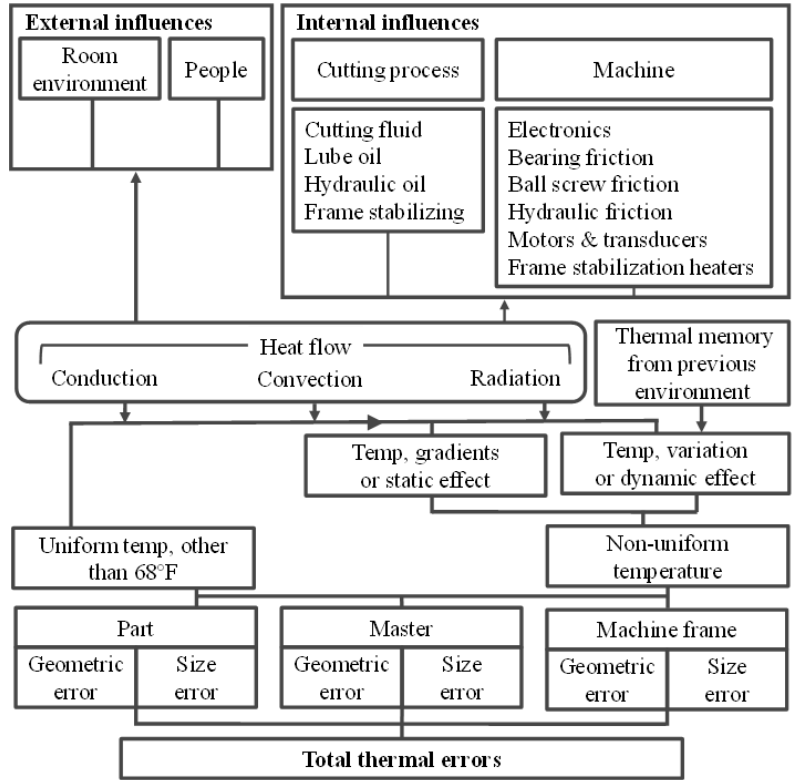 External influences
Room
environment
People
Internal influences
Cutting process
Machine
Cutting fluid
Lube oil
Hydraulic oil
Frame stabilizing
Electronics
Bearing friction
Ball screw friction
Hydraulic friction
Motors & transducers
Frame stabilization heaters
Heat flow
Conduction
Convection
Radiation
Thermal memory
from previous
environment
Temp, gradients
or static effect
Temp, variation
or dynamic effect
Uniform temp, other
than 68°F
Non-uniform
temperature
Part
Master
Machine frame
Geometric
error
Size
error
Geometric
error
Size
error
Geometric
error
Size
error
Total thermal errors